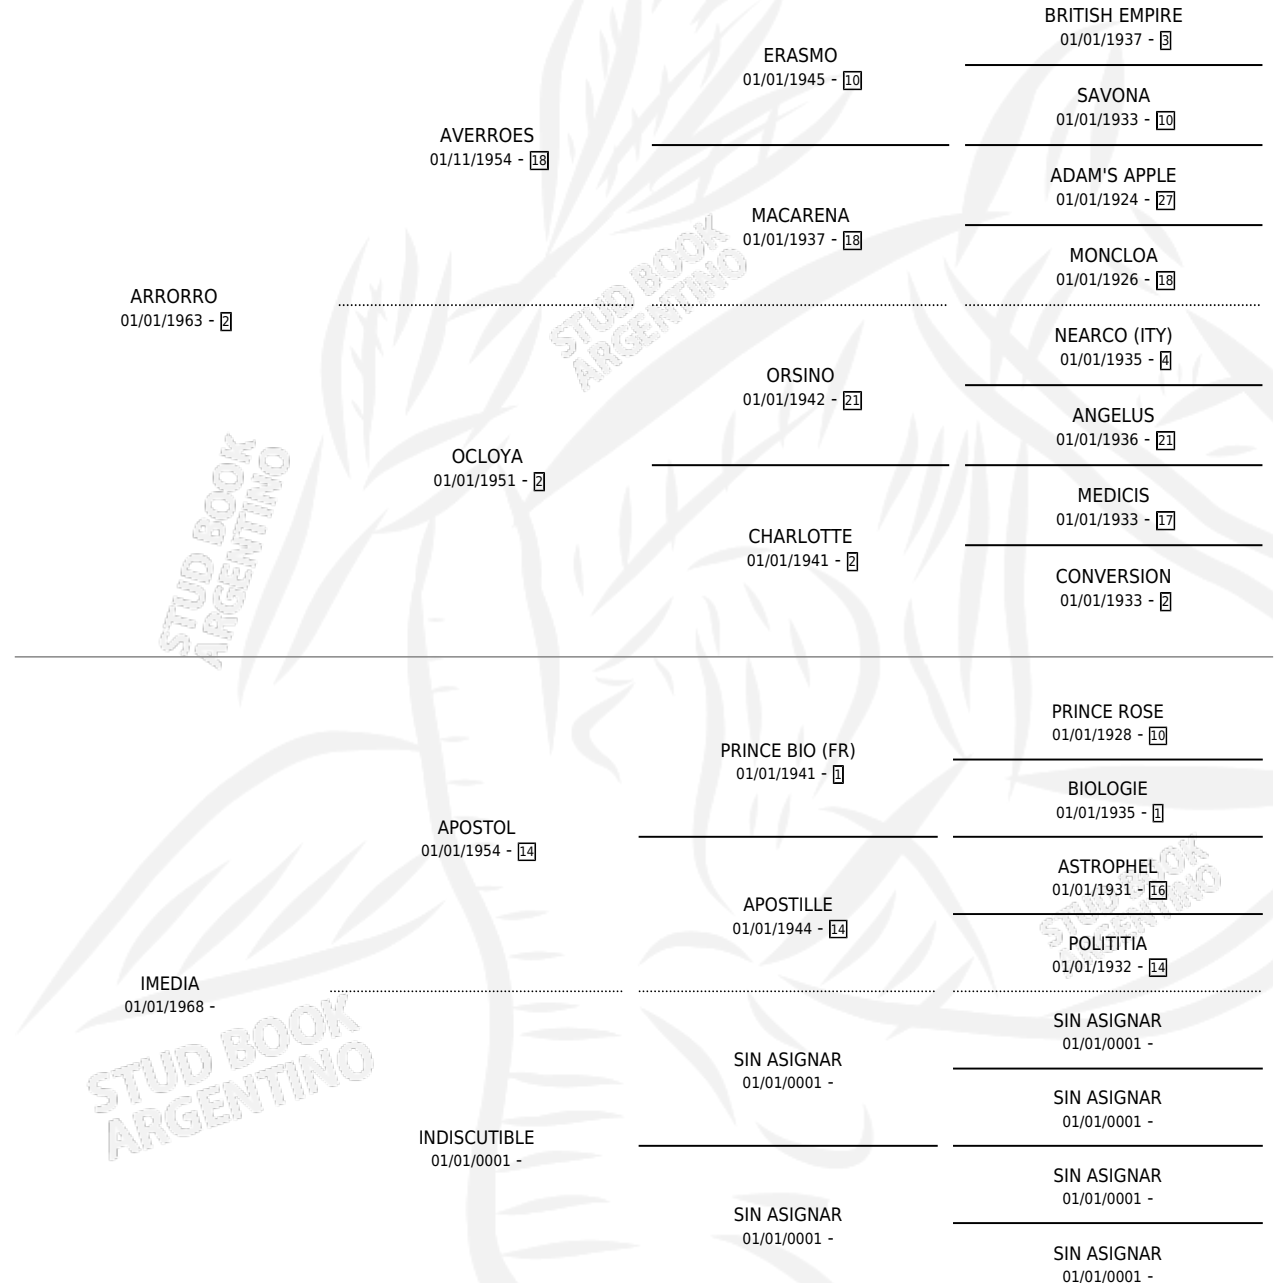 BRITISH EMPIRE
01/01/1937 - 3
ERASMO
01/01/1945 - 10
SAVONA
01/01/1933 - 10
AVERROES
01/11/1954 - 18
ADAM'S APPLE
01/01/1924 - 27
MACARENA
01/01/1937 - 18
MONCLOA
01/01/1926 - 18
ARRORRO
01/01/1963 - 2
NEARCO (ITY)
01/01/1935 - 4
ORSINO
01/01/1942 - 21
ANGELUS
01/01/1936 - 21
OCLOYA
01/01/1951 - 2
MEDICIS
01/01/1933 - 17
CHARLOTTE
01/01/1941 - 2
CONVERSION
01/01/1933 - 2
PRINCE ROSE
01/01/1928 - 10
PRINCE BIO (FR)
01/01/1941 - 1
BIOLOGIE
01/01/1935 - 1
APOSTOL
01/01/1954 - 14
ASTROPHEL
01/01/1931 - 16
APOSTILLE
01/01/1944 - 14
POLITITIA
01/01/1932 - 14
IMEDIA
01/01/1968 -
SIN ASIGNAR
01/01/0001 -
SIN ASIGNAR
01/01/0001 -
SIN ASIGNAR
01/01/0001 -
INDISCUTIBLE
01/01/0001 -
SIN ASIGNAR
01/01/0001 -
SIN ASIGNAR
01/01/0001 -
SIN ASIGNAR
01/01/0001 -
STUD BOOK
ARGENTINO
STUD BOOK
ARGENTINO
STUD BOOK
ARGENTINO
STUD BOOK
ARGENTINO